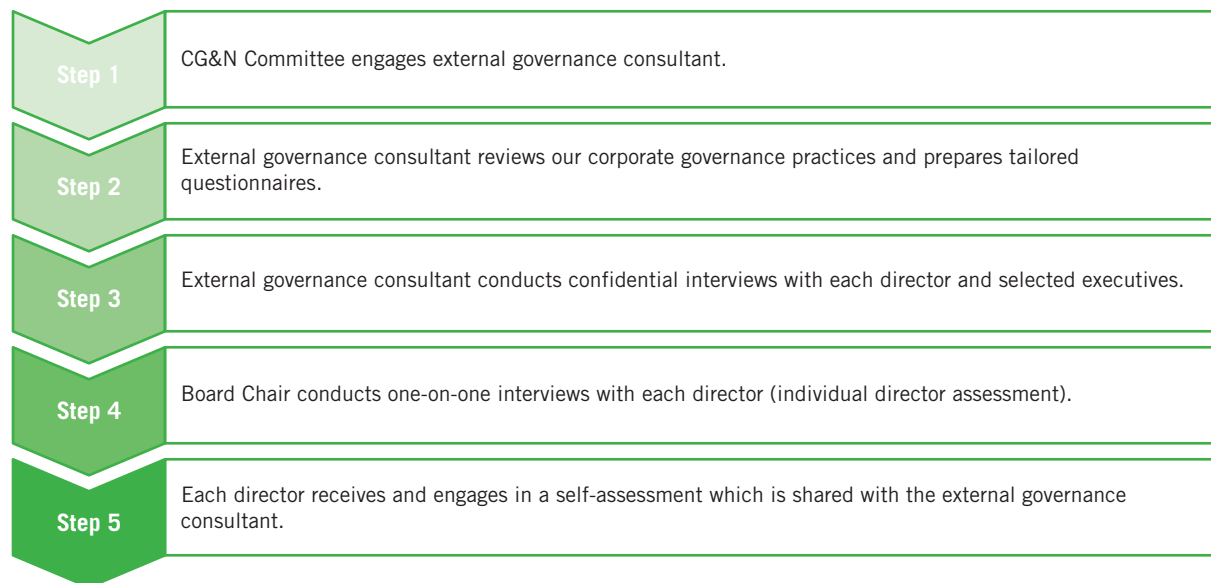 Step 1
CG&N Committee engages external governance consultant.
Step 2
External governance consultant reviews our corporate governance practices and prepares tailored
questionnaires.
Step 3
External governance consultant conducts confidential interviews with each director and selected executives.
Step 4
Board Chair conducts one-on-one interviews with each director (individual director assessment).
Step 5
Each director receives and engages in a self-assessment which is shared with the external governance
consultant.